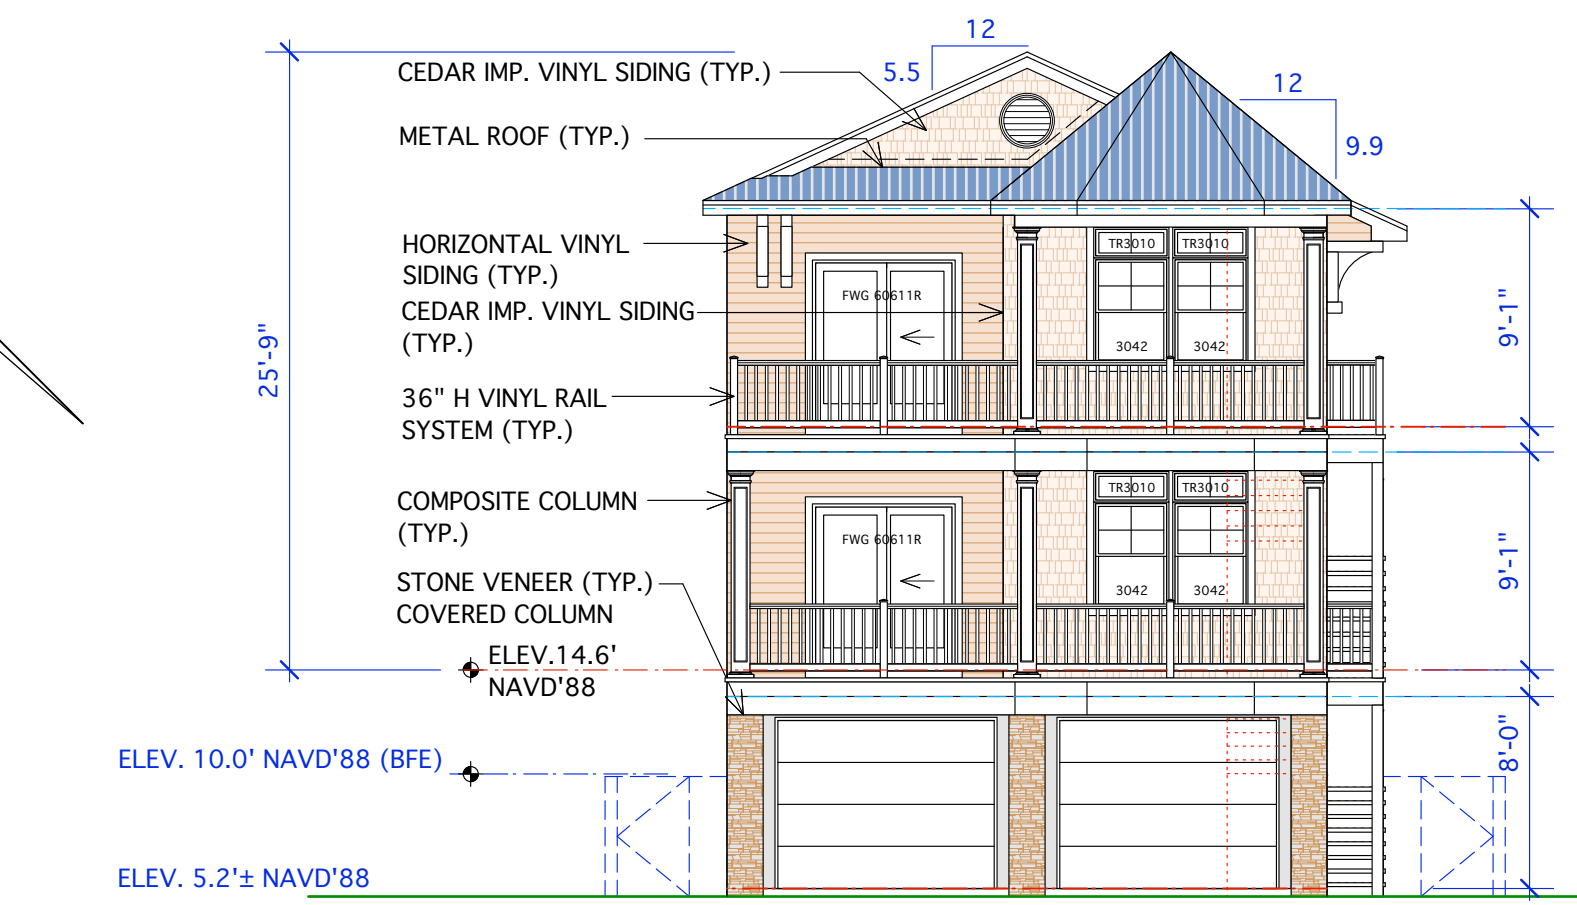 12
CEDAR IMP. VINYL SIDING (TYP.)
5.5
12
METAL ROOF (TYP.)
9.9
HORIZONTAL VINYL
SIDING (TYP.)
TR3010 TR3010
FWG 60611R
CEDAR IMP. VINYL SIDING
(TYP.)
3042 3042
9'-1"
25'-9"
36" H VINYL RAIL
SYSTEM (TYP.)
COMPOSITE COLUMN
(TYP.)
TR3010 TR3010
FWG 60611R
9'-1"
STONE VENEER (TYP.)
COVERED COLUMN
3042 3042
ELEV.14.6'
NAVD'88
8'-0"
ELEV. 10.0' NAVD'88 (BFE)
ELEV. 5.2'± NAVD'88